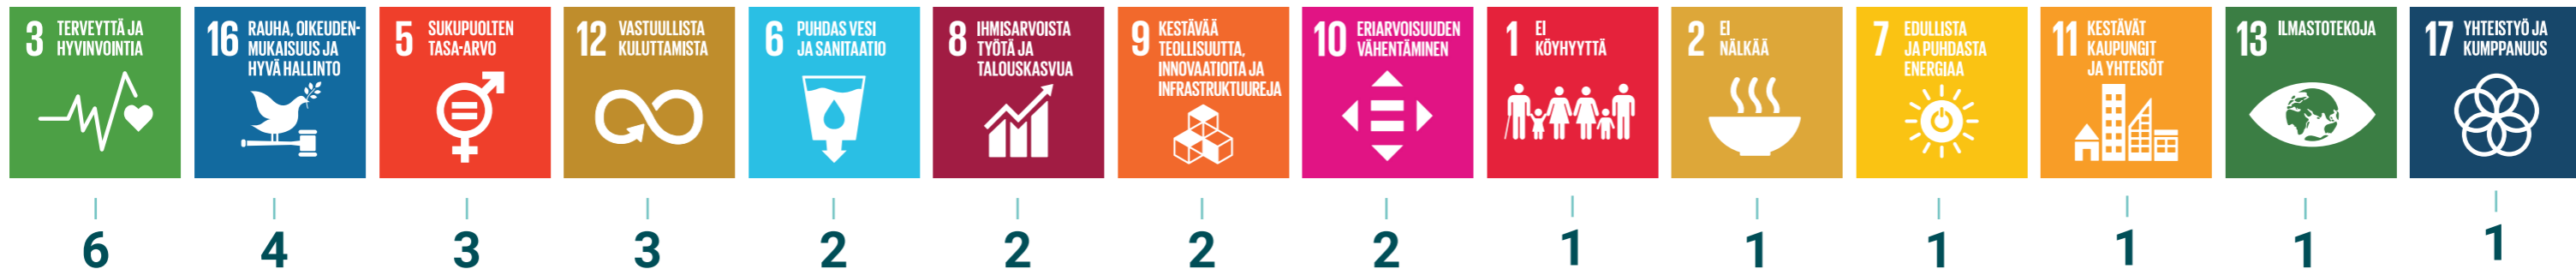 3 TERVEYTTÄ JA
HYVINVOINTIA
16 RAUHA, OIKEUDEN-
MUKAISUUS JA
HYVÄ HALLINTO
5 SUKUPUOLTEN
TASA-ARVO
12 VASTUULLISTA
KULUTTAMISTA
6 PUHDAS VESI
JA SANITAATIO
8 IHMISARVOISTA
TYÖTÄ JA
TALOUSKASVUA
9 KESTÄVÄÄ
TEOLLISUUTTA,
INNOVAATIOITA JA
INFRASTRUKTUUREJA
10 ERIARVOISUUDEN
VÄHENTÄMINEN
1 EI
KÖYHYYTTÄ
2 EI
NÄLKÄÄ
7 EDULLISTA
JA PUHDASTA
ENERGIAA
11 KESTÄVÄT
KAUPUNGIT
JA YHTEISÖT
13 ILMASTOTEKOJA
17 YHTEISTYÖ JA
KUMPPANUUS
6 4 3 3 2 2 2 2 1 1 1 1 1 1